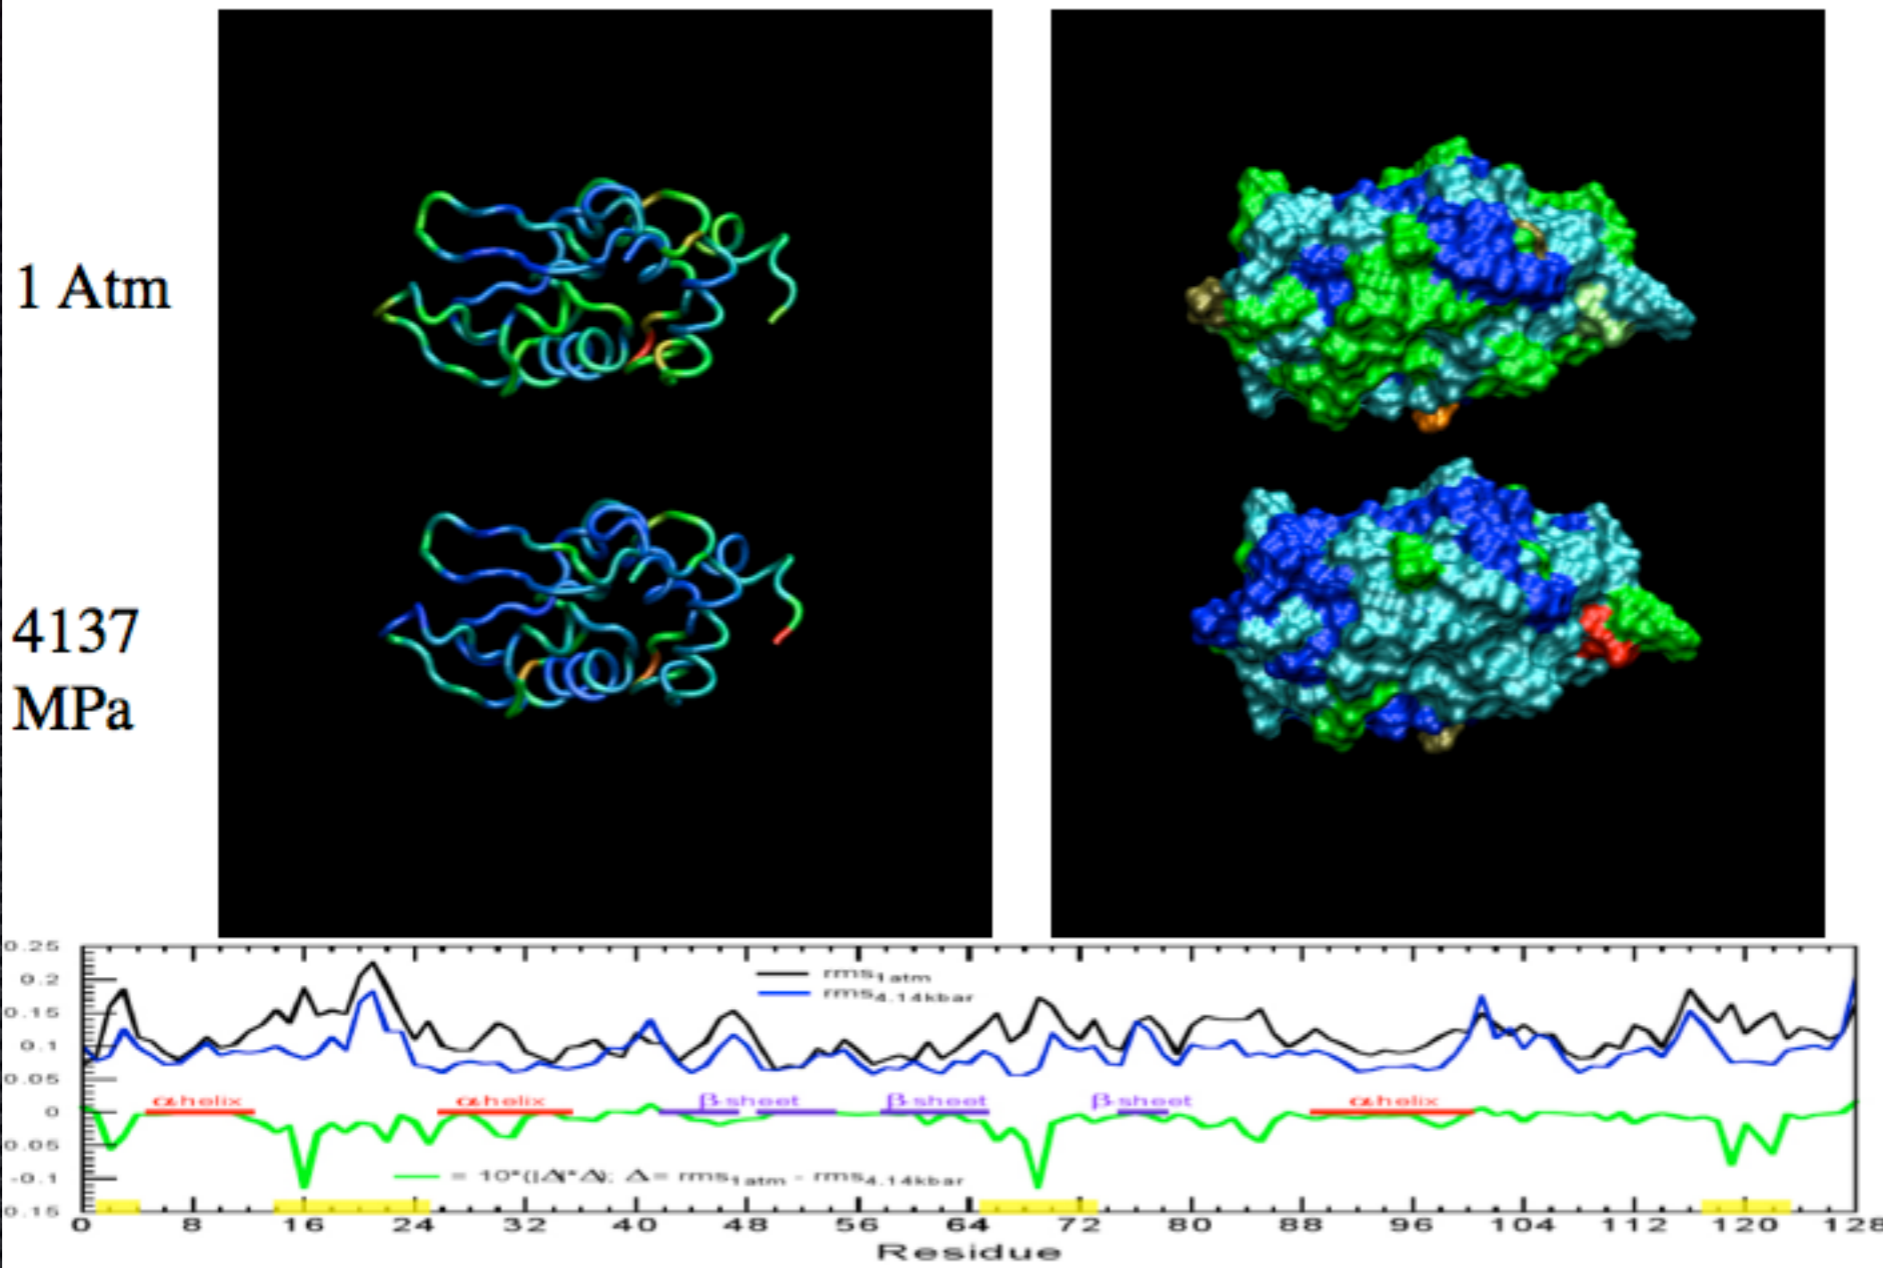 1 Atm
4137
MPa
0.25
0.2
0.15
0.1
0.05
0
0.05
-0.1
0.15
rms1atm
rms4.14kbar
α-helix
α-helix
β-sheet
β-sheet
β-sheet
α-helix
= 10*(|Δ|*Δ); Δ = rms1atm - rms4.14kbar
0 8 16 24 32 40 48 56 64 72 80 88 96 104 112 120 128
Residue